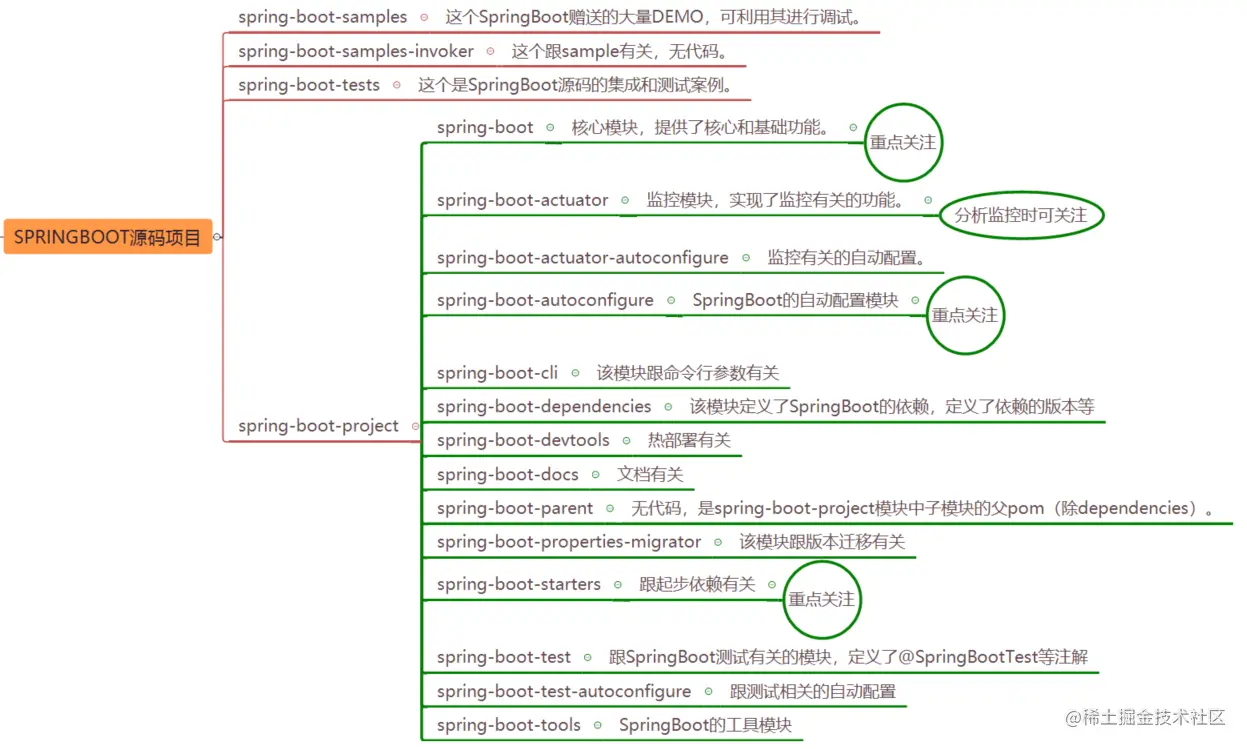 spring-boot-samples 这个SpringBoot赠送的大量DEMO，可利用其进行调试。
spring-boot-samples-invoker 这个跟sample有关，无代码。
spring-boot-tests 这个是SpringBoot源码的集成和测试案例。
spring-boot 核心模块，提供了核心和基础功能。 重点关注
spring-boot-actuator 监控模块，实现了监控有关的功能。 分析监控时可关注
SPRINGBOOT源码项目
spring-boot-actuator-autoconfigure 监控有关的自动配置。
spring-boot-autoconfigure SpringBoot的自动配置模块 重点关注
spring-boot-cli 该模块跟命令行参数有关
spring-boot-dependencies 该模块定义了SpringBoot的依赖，定义了依赖的版本等
spring-boot-project
spring-boot-devtools 热部署有关
spring-boot-docs 文档有关
spring-boot-parent 无代码，是spring-boot-project模块中子模块的父pom（除dependencies）。
spring-boot-properties-migrator 该模块跟版本迁移有关
spring-boot-starters 跟起步依赖有关 重点关注
spring-boot-test 跟SpringBoot测试有关的模块，定义了@SpringBootTest等注解
spring-boot-test-autoconfigure 跟测试相关的自动配置
spring-boot-tools SpringBoot的工具模块
@稀土掘金技术社区